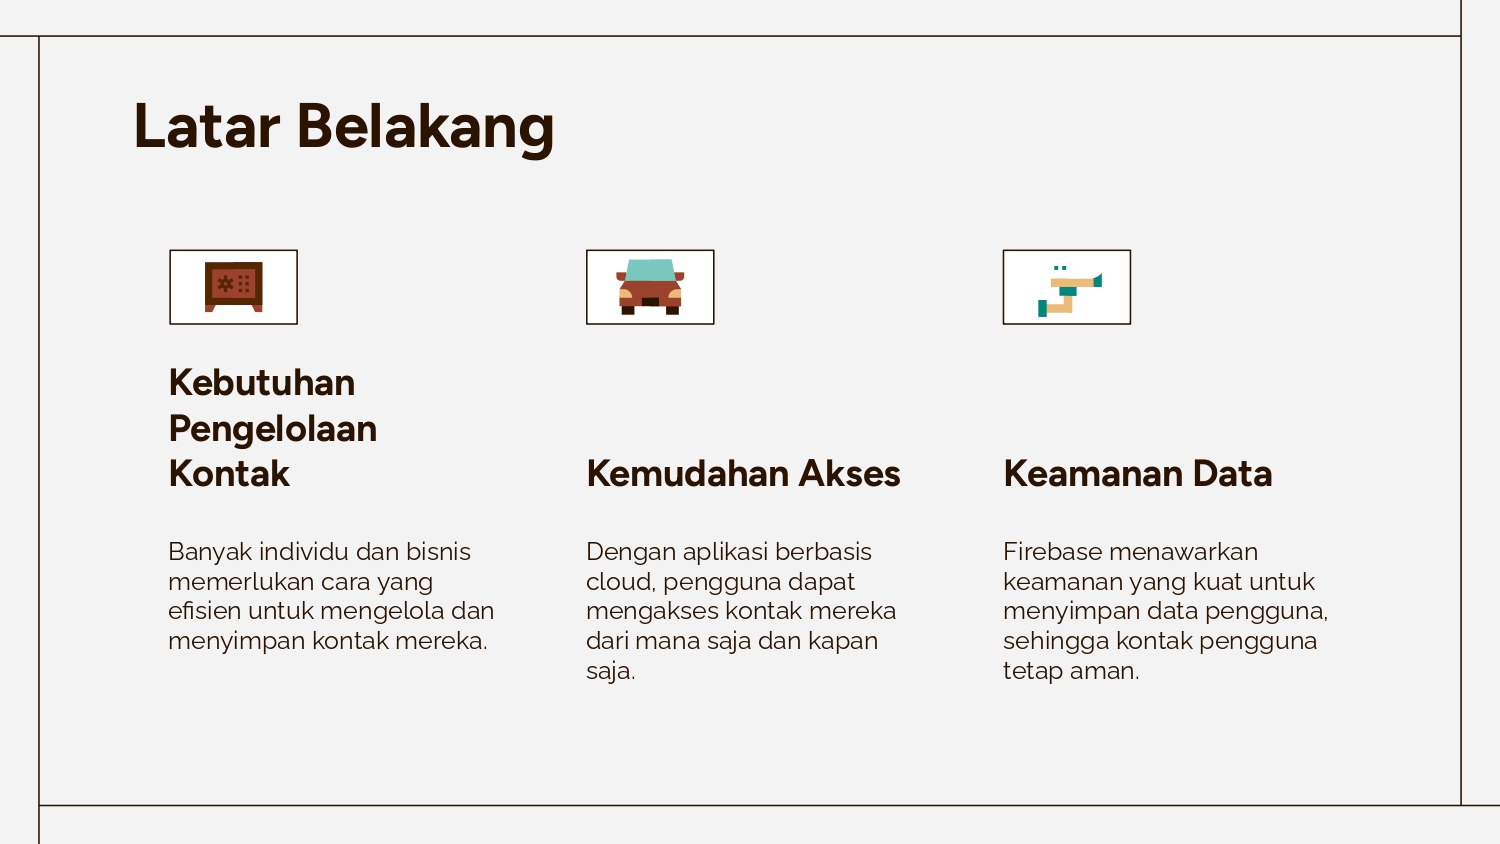 Latar Belakang
Kebutuhan
Pengelolaan
Kontak
Banyak individu dan bisnis
memerlukan cara yang
efisien untuk mengelola dan
menyimpan kontak mereka.
Kemudahan Akses
Dengan aplikasi berbasis
cloud, pengguna dapat
mengakses kontak mereka
dari mana saja dan kapan
saja.
Keamanan Data
Firebase menawarkan
keamanan yang kuat untuk
menyimpan data pengguna,
sehingga kontak pengguna
tetap aman.